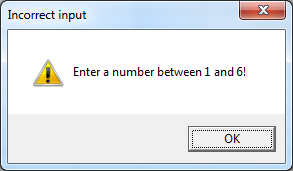 Incorrect input
Enter a number between 1 and 6!
OK